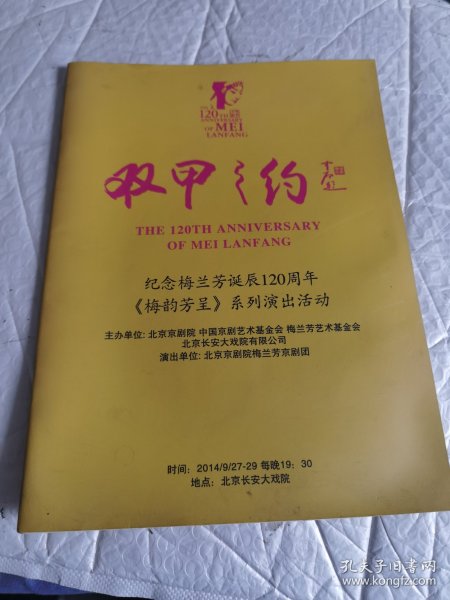 120TH
ANNIVERSARY
OF MEI
LANFANG
双甲之约
THE 120TH ANNIVERSARY
OF MEI LANFANG
纪念梅兰芳诞辰120周年
《梅韵芳呈》系列演出活动
主办单位: 北京京剧院 中国京剧艺术基金会 梅兰芳艺术基金会
北京长安大戏院有限公司
演出单位: 北京京剧院梅兰芳京剧团
时间: 2014/9/27-29 每晚19: 30
地点: 北京长安大戏院
孔夫子旧书网
www.kongfz.com